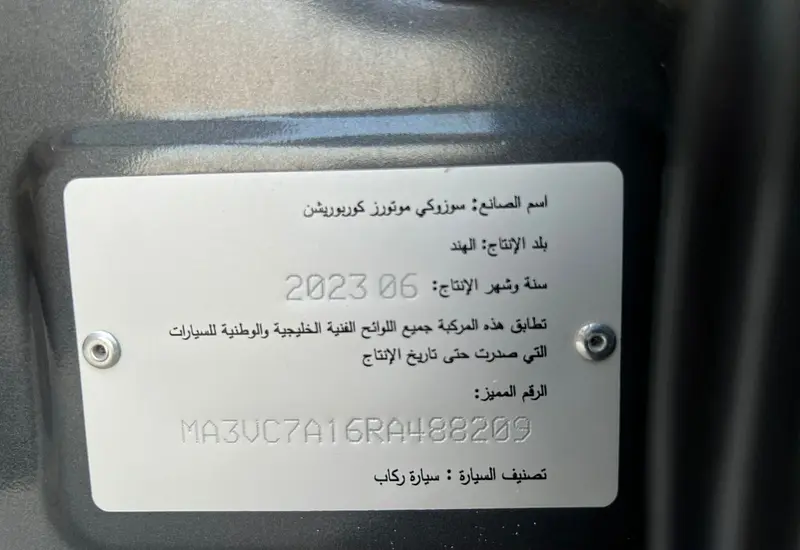 اسم الصانع: سوزوكي موتورز كوربوريشن
بلد الإنتاج: الهند
سنة وشهر الإنتاج: 2023 06
تطابق هذه المركبة جميع اللوائح الفنية الخليجية والوطنية للسيارات
التي صدرت حتى تاريخ الإنتاج
الرقم المميز:
MA3VC7A16RA488209
تصنيف السيارة : سيارة ركاب